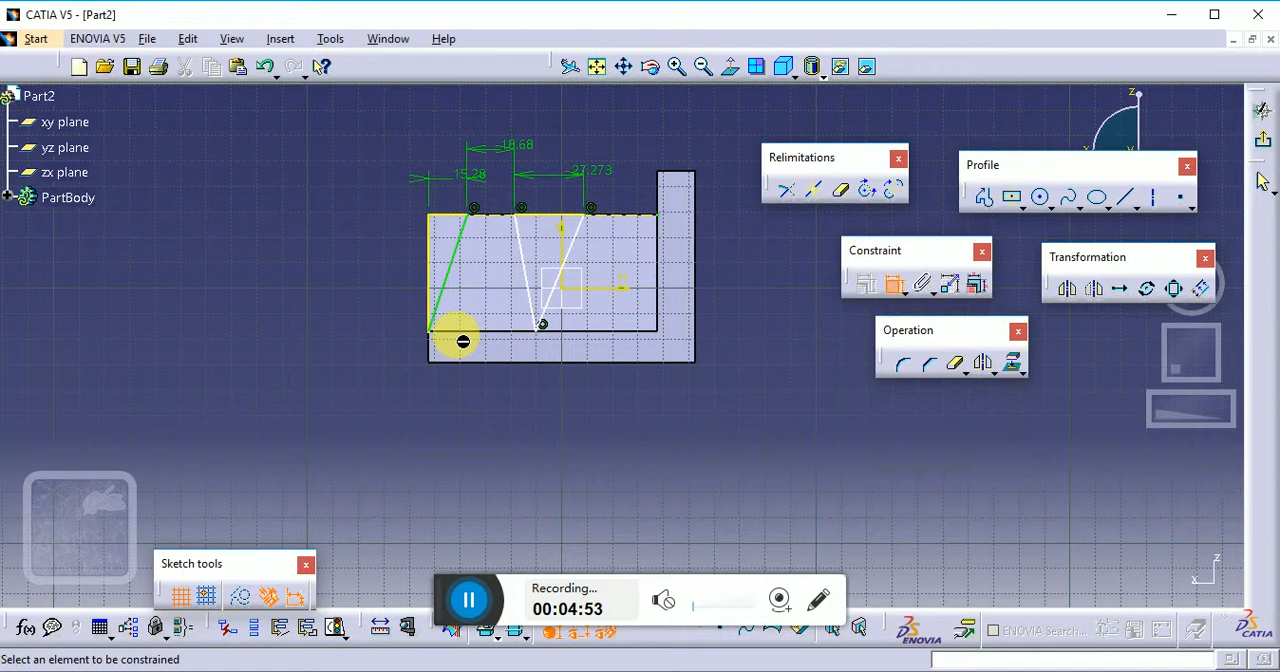 CATIA V5 - [Part2]
Start ENOVIA V5 File Edit View Insert Tools Window Help
Part2
xy plane
yz plane
zx plane
PartBody
z
18.68
15.28
27.273
Relimitations
Profile
Constraint
Transformation
Operation
Sketch tools
Recording...
00:04:53
z
x
f(x)
ENOVIA
ENOVIA Search...
CATIA
Select an element to be constrained